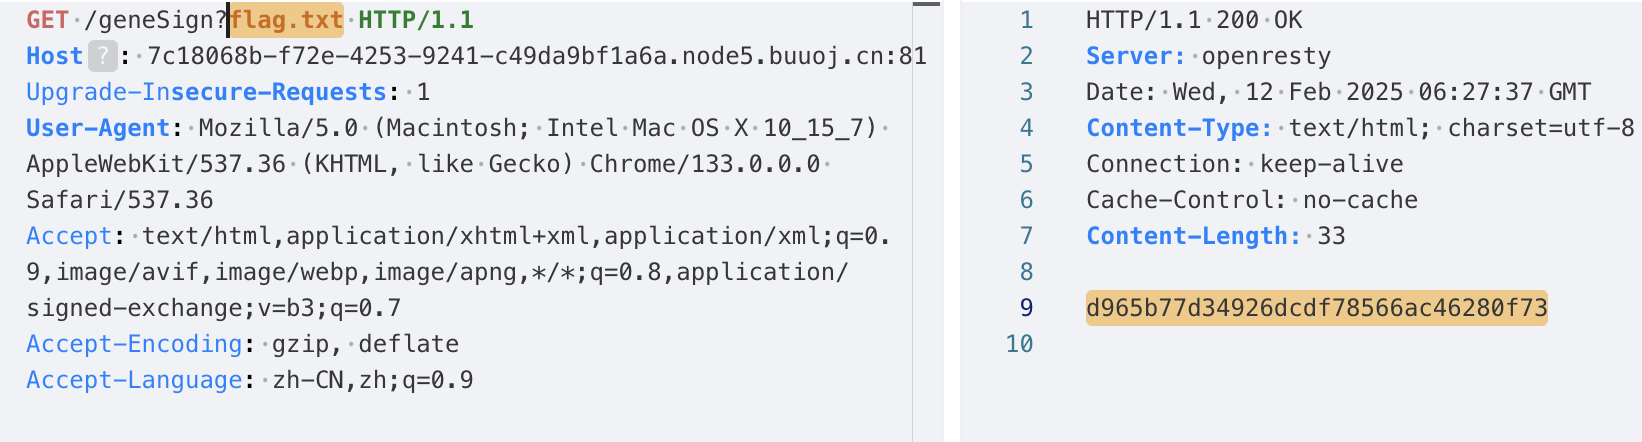 GET /geneSign?flag.txt HTTP/1.1
Host ? : 7c18068b-f72e-4253-9241-c49da9bf1a6a.node5.buuoj.cn:81
Upgrade-Insecure-Requests: 1
User-Agent: Mozilla/5.0 (Macintosh; Intel Mac OS X 10_15_7)
AppleWebKit/537.36 (KHTML, like Gecko) Chrome/133.0.0.0
Safari/537.36
Accept: text/html,application/xhtml+xml,application/xml;q=0.
9,image/avif,image/webp,image/apng,*/*;q=0.8,application/
signed-exchange;v=b3;q=0.7
Accept-Encoding: gzip, deflate
Accept-Language: zh-CN,zh;q=0.9
1 HTTP/1.1 200 OK
2 Server: openresty
3 Date: Wed, 12 Feb 2025 06:27:37 GMT
4 Content-Type: text/html; charset=utf-8
5 Connection: keep-alive
6 Cache-Control: no-cache
7 Content-Length: 33
8
9 d965b77d34926dcdf78566ac46280f73
10